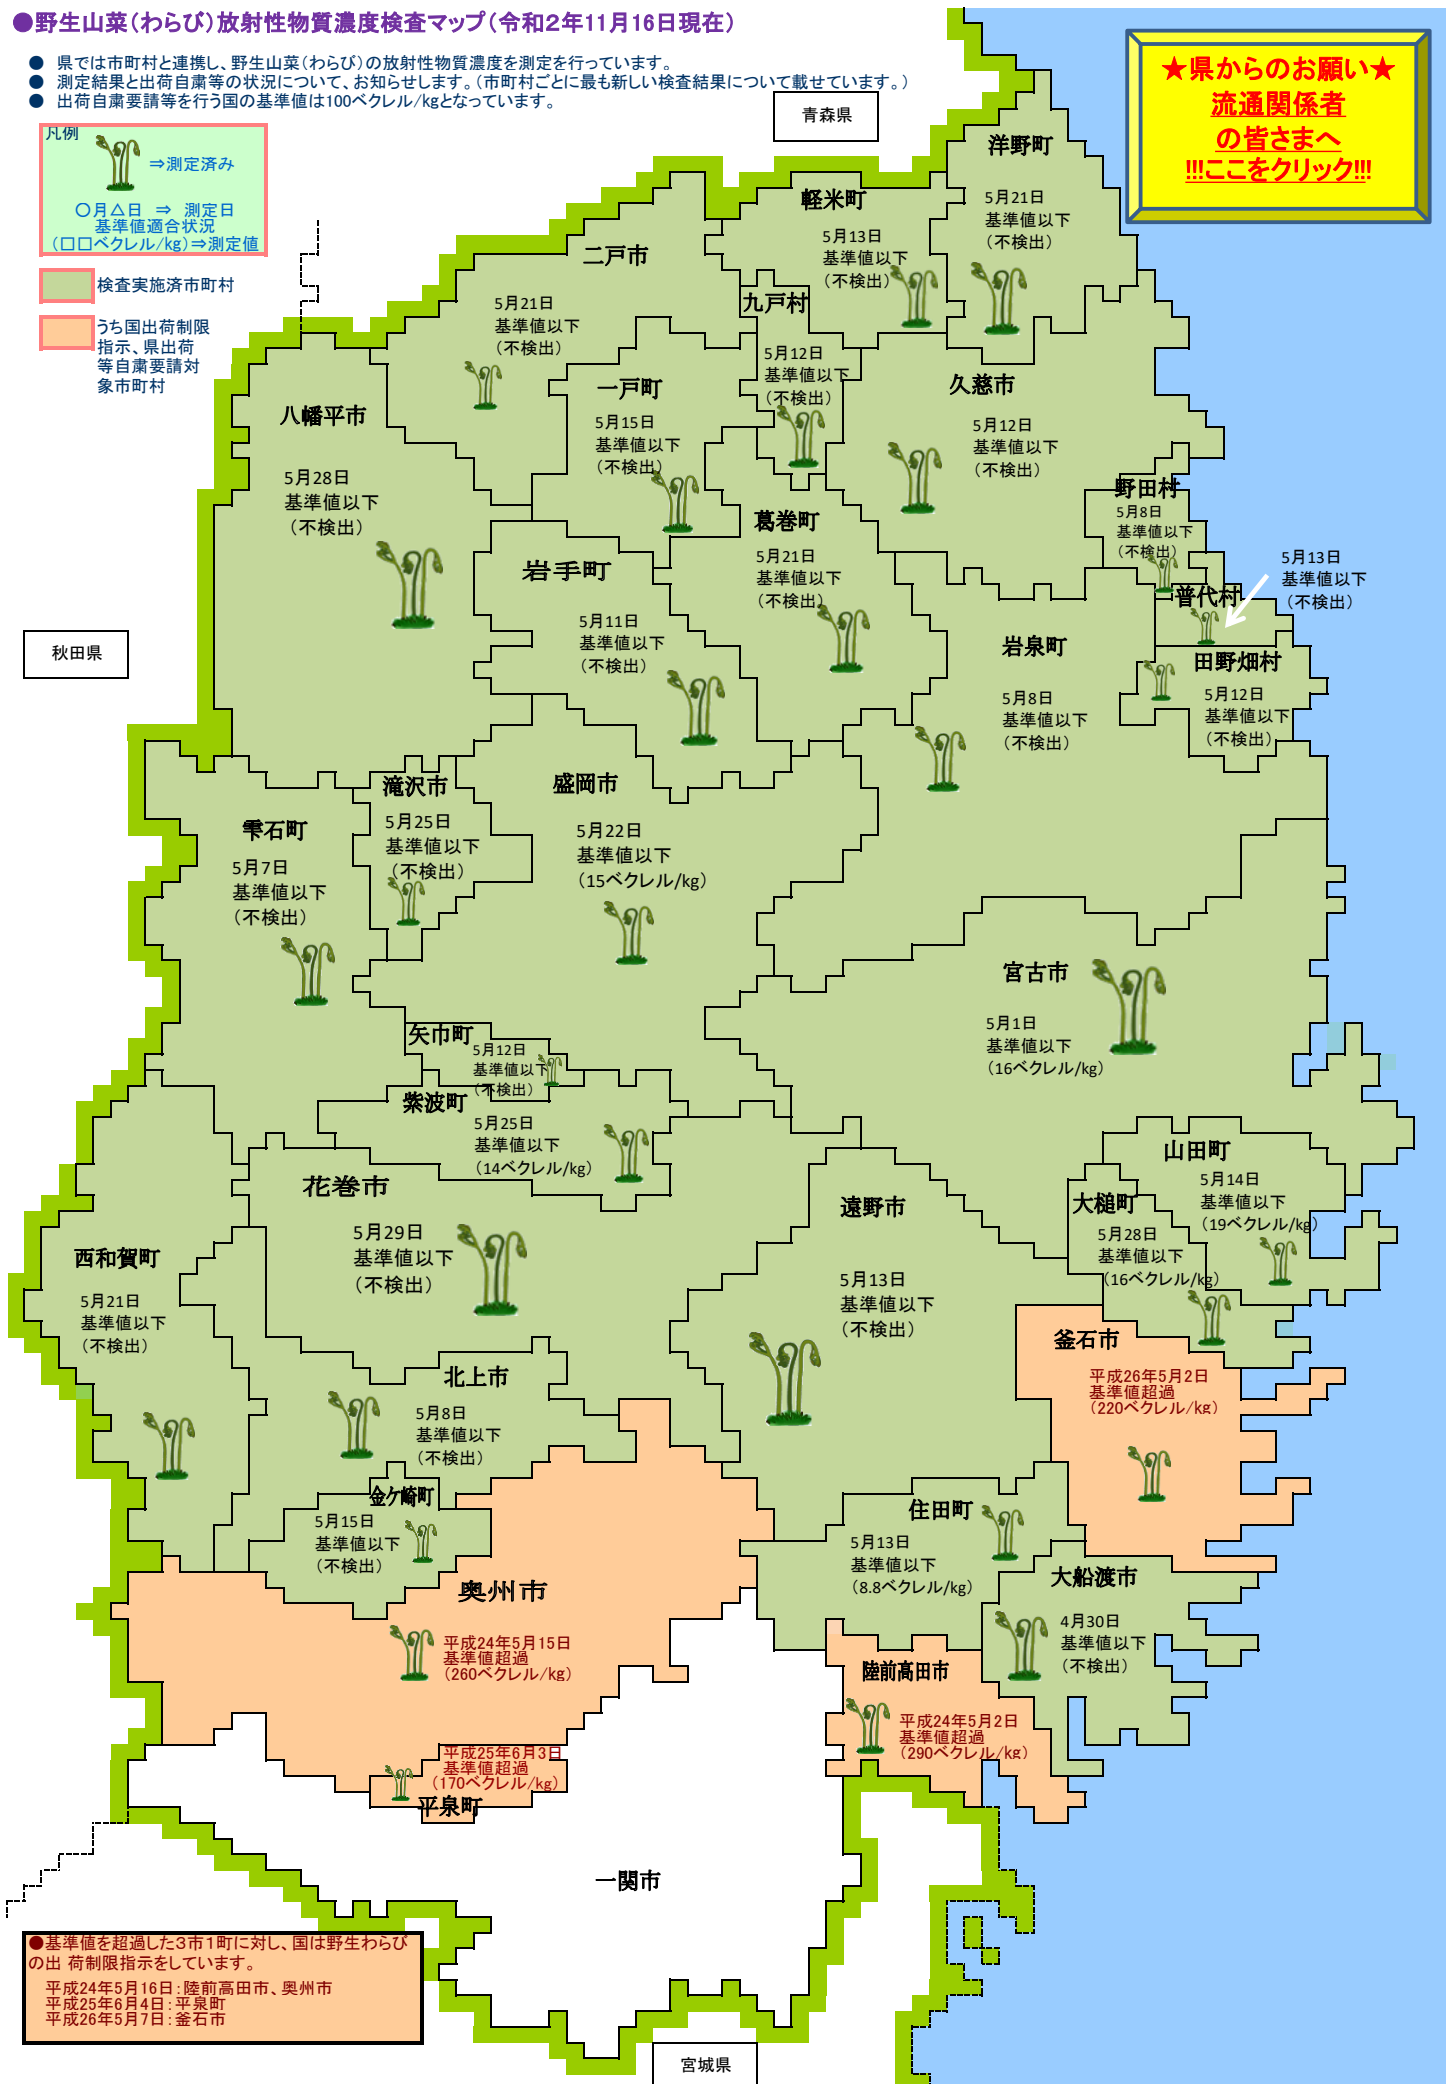 ●野生山菜（わらび）放射性物質濃度検査マップ（令和２年11月16日現在）
● 県では市町村と連携し、野生山菜（わらび）の放射性物質濃度を測定を行っています。
● 測定結果と出荷自粛等の状況について、お知らせします。（市町村ごとに最も新しい検査結果について載せています。）
● 出荷自粛要請等を行う国の基準値は100ベクレル/kgとなっています。
★県からのお願い★
流通関係者
の皆さまへ
!!!ここをクリック!!!
凡例
⇒測定済み
〇月△日 ⇒ 測定日
基準値適合状況
（□□ベクレル/kg）⇒測定値
検査実施済市町村
うち国出荷制限
指示、県出荷
等自粛要請対
象市町村
青森県
洋野町
5月21日
基準値以下
（不検出）
軽米町
5月13日
基準値以下
（不検出）
二戸市
5月21日
基準値以下
（不検出）
九戸村
5月12日
基準値以下
（不検出）
一戸町
5月15日
基準値以下
（不検出）
久慈市
5月12日
基準値以下
（不検出）
八幡平市
5月28日
基準値以下
（不検出）
野田村
5月8日
基準値以下
（不検出）
葛巻町
5月21日
基準値以下
（不検出）
岩手町
5月11日
基準値以下
（不検出）
普代村
5月13日
基準値以下
（不検出）
秋田県
岩泉町
5月8日
基準値以下
（不検出）
田野畑村
5月12日
基準値以下
（不検出）
滝沢市
5月25日
基準値以下
（不検出）
盛岡市
5月22日
基準値以下
（15ベクレル/kg）
雫石町
5月7日
基準値以下
（不検出）
宮古市
5月1日
基準値以下
（16ベクレル/kg）
矢巾町
5月12日
基準値以下
（不検出）
紫波町
5月25日
基準値以下
（14ベクレル/kg）
山田町
5月14日
基準値以下
（19ベクレル/kg）
花巻市
5月29日
基準値以下
（不検出）
遠野市
5月13日
基準値以下
（不検出）
大槌町
5月28日
基準値以下
（16ベクレル/kg）
西和賀町
5月21日
基準値以下
（不検出）
釜石市
平成26年5月2日
基準値超過
（220ベクレル/kg）
北上市
5月8日
基準値以下
（不検出）
金ケ崎町
5月15日
基準値以下
（不検出）
住田町
5月13日
基準値以下
（8.8ベクレル/kg）
大船渡市
4月30日
基準値以下
（不検出）
奥州市
平成24年5月15日
基準値超過
（260ベクレル/kg）
陸前高田市
平成24年5月2日
基準値超過
（290ベクレル/kg）
平成25年6月3日
基準値超過
（170ベクレル/kg）
平泉町
一関市
●基準値を超過した３市１町に対し、国は野生わらび
の出 荷制限指示をしています。
平成24年5月16日：陸前高田市、奥州市
平成25年6月4日：平泉町
平成26年5月7日：釜石市
宮城県